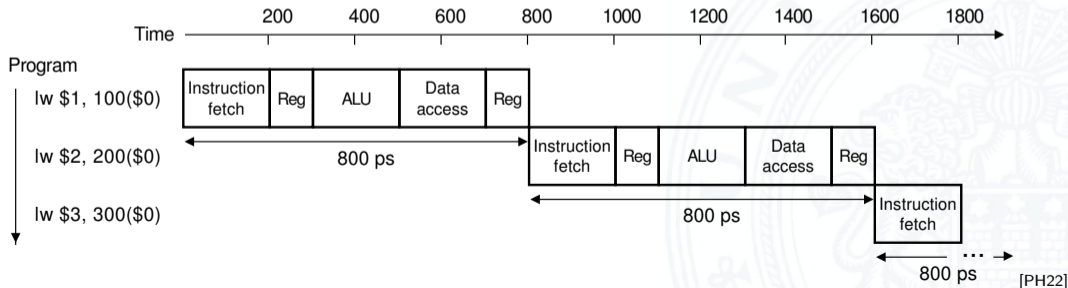 200 400 600 800 1000 1200 1400 1600 1800
Time
Program
lw $1, 100($0)
Instruction fetch Reg ALU Data access Reg
800 ps
lw $2, 200($0)
Instruction fetch Reg ALU Data access Reg
800 ps
lw $3, 300($0)
Instruction fetch
...
800 ps
[PH22]